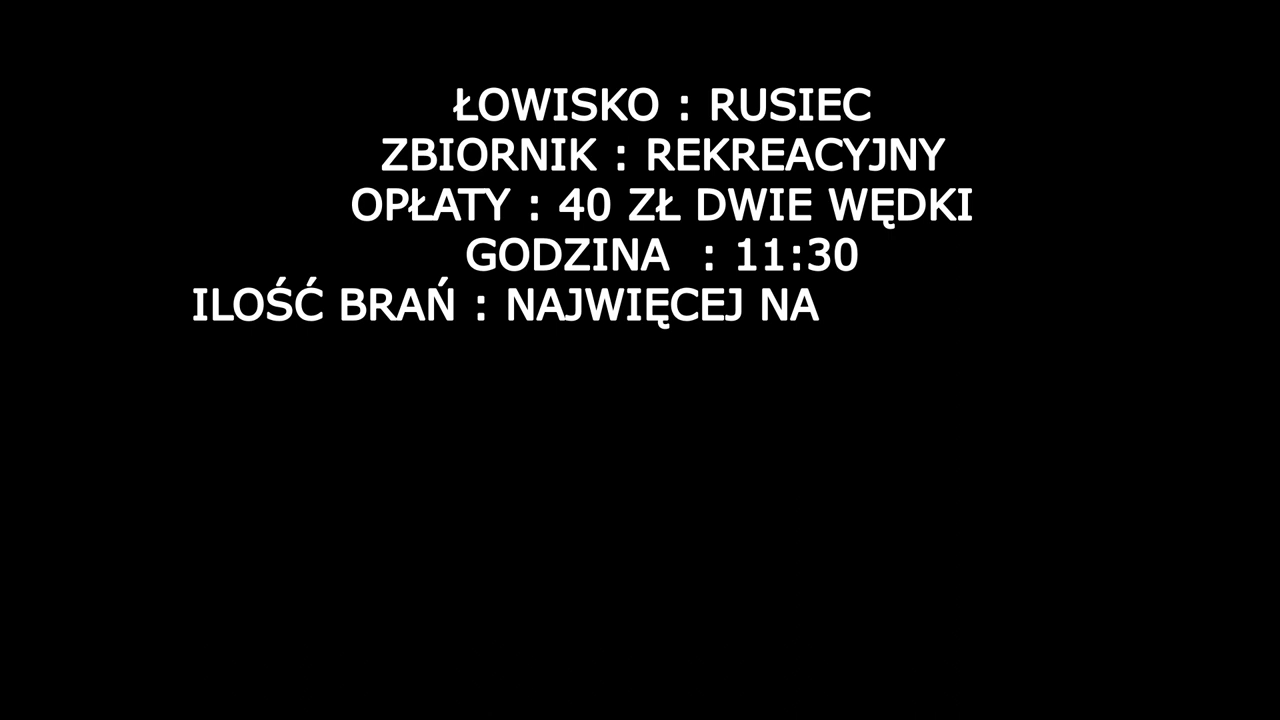 ŁOWISKO : RUSIEC
ZBIORNIK : REKREACYJNY
OPŁATY : 40 ZŁ DWIE WĘDKI
GODZINA  : 11:30
ILOŚĆ BRAŃ : NAJWIĘCEJ NA